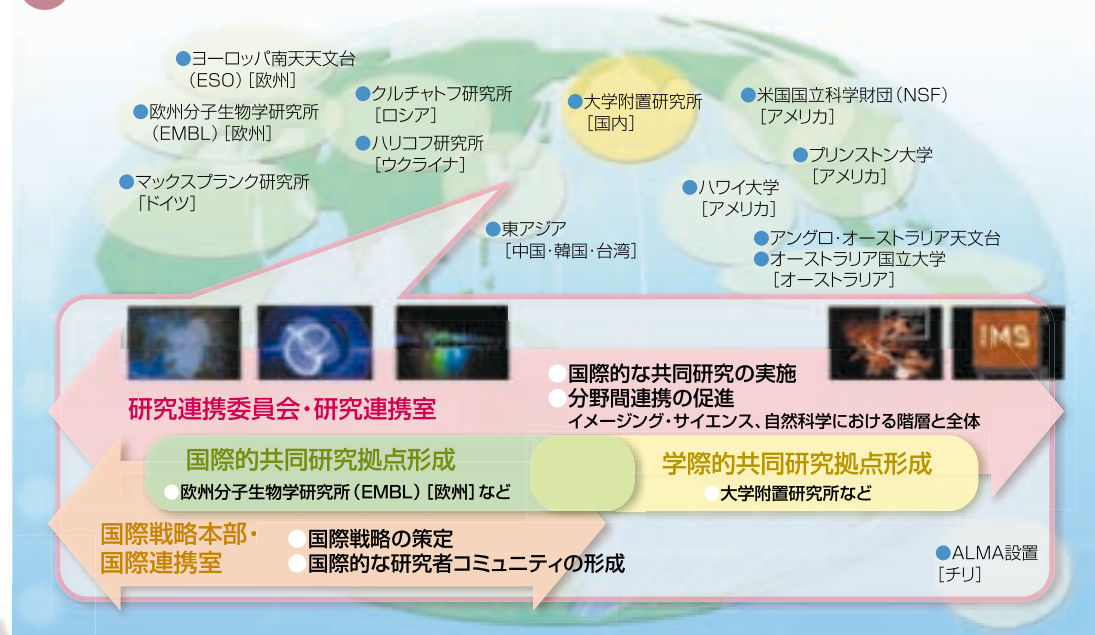 ●ヨーロッパ南天天文台
（ESO）［欧州］
●欧州分子生物学研究所
（EMBL）［欧州］
●マックスプランク研究所
［ドイツ］
●クルチャトフ研究所
［ロシア］
●ハリコフ研究所
［ウクライナ］
●東アジア
［中国・韓国・台湾］
●大学附置研究所
［国内］
●米国国立科学財団（NSF）
［アメリカ］
●プリンストン大学
［アメリカ］
●ハワイ大学
［アメリカ］
●アングロ・オーストラリア天文台
●オーストラリア国立大学
［オーストラリア］
IMS
研究連携委員会・研究連携室
●国際的な共同研究の実施
●分野間連携の促進
イメージング・サイエンス、自然科学における階層と全体
国際的共同研究拠点形成
●欧州分子生物学研究所（EMBL）［欧州］など
学際的共同研究拠点形成
●大学附置研究所など
国際戦略本部・
国際連携室
●国際戦略の策定
●国際的な研究者コミュニティの形成
●ALMA設置
［チリ］